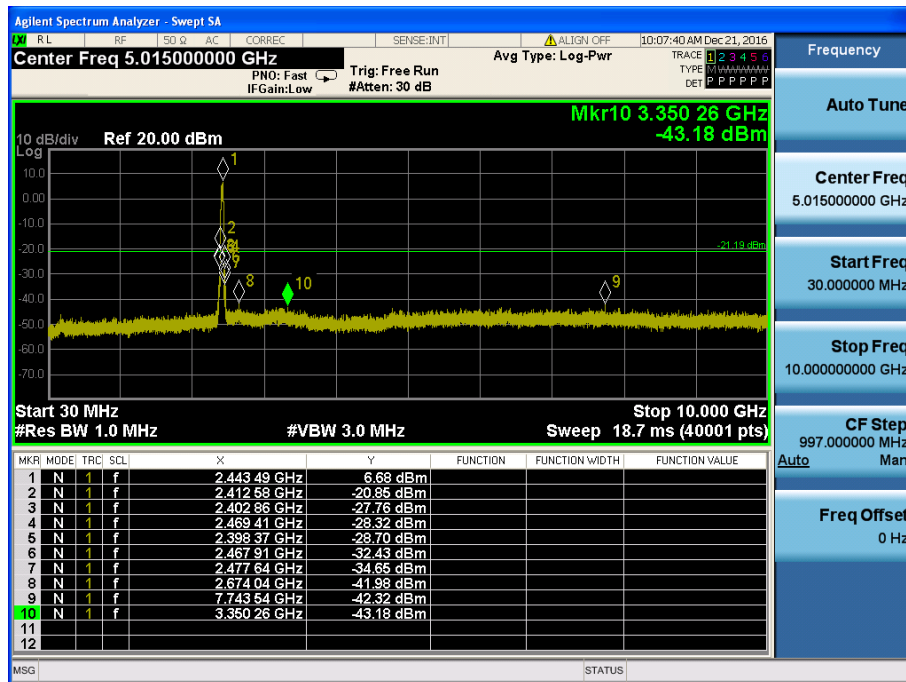 Agilent Spectrum Analyzer - Swept SA
LXI RL RF 50 Ω AC CORREC SENSE:INT ALIGN OFF 10:07:40 AM Dec 21, 2016
Center Freq 5.015000000 GHz
PNO: Fast
IFGain:Low
Trig: Free Run
#Atten: 30 dB
Avg Type: Log-Pwr
TRACE 1 2 3 4 5 6
TYPE M
DET P P P P P P
Mkr10 3.350 26 GHz
-43.18 dBm
10 dB/div Ref 20.00 dBm
Log
10.0
0.00
-10.0
-20.0
-30.0
-40.0
-50.0
-60.0
-70.0
1
2
6
7
8
10
9
-21.19 dBm
Start 30 MHz Stop 10.000 GHz
#Res BW 1.0 MHz #VBW 3.0 MHz Sweep 18.7 ms (40001 pts)
MKR MODE TRC SCL X Y FUNCTION FUNCTION WIDTH FUNCTION VALUE
1 N 1 f 2.443 49 GHz 6.68 dBm
2 N 1 f 2.412 58 GHz -20.85 dBm
3 N 1 f 2.402 86 GHz -27.76 dBm
4 N 1 f 2.469 41 GHz -28.32 dBm
5 N 1 f 2.398 37 GHz -28.70 dBm
6 N 1 f 2.467 91 GHz -32.43 dBm
7 N 1 f 2.477 64 GHz -34.65 dBm
8 N 1 f 2.674 04 GHz -41.98 dBm
9 N 1 f 7.743 54 GHz -42.32 dBm
10 N 1 f 3.350 26 GHz -43.18 dBm
11
12
MSG STATUS
Frequency
Auto Tune
Center Freq
5.015000000 GHz
Start Freq
30.000000 MHz
Stop Freq
10.000000000 GHz
CF Step
997.000000 MHz
Auto Man
Freq Offset
0 Hz